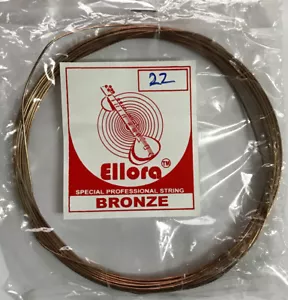 22
Ellora TM
SPECIAL PROFESSIONAL STRING
BRONZE